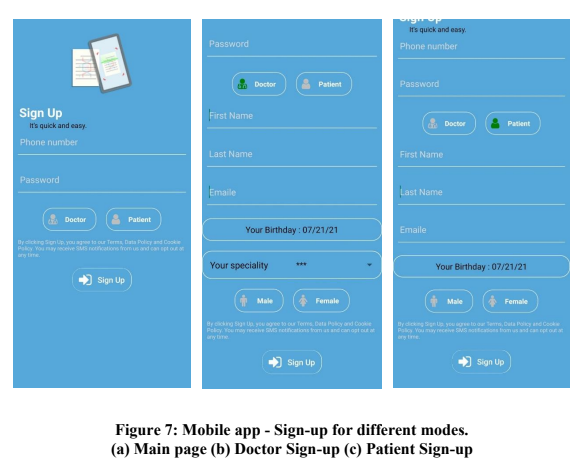 Sign Up
It's quick and easy.
Phone number
Password
Doctor Patient
By clicking Sign Up, you agree to our Terms, Data Policy and Cookie
Policy. You may receive SMS notifications from us and can opt out at
any time.
Sign Up
Password
Doctor Patient
First Name
Last Name
Emaile
Your Birthday : 07/21/21
Your speciality ***
Male Female
By clicking Sign Up, you agree to our Terms, Data Policy and Cookie
Policy. You may receive SMS notifications from us and can opt out at
any time.
Sign Up
Sign Up
It's quick and easy.
Phone number
Password
Doctor Patient
First Name
Last Name
Emaile
Your Birthday : 07/21/21
Male Female
By clicking Sign Up, you agree to our Terms, Data Policy and Cookie
Policy. You may receive SMS notifications from us and can opt out at
any time.
Sign Up
Figure 7: Mobile app - Sign-up for different modes.
(a) Main page (b) Doctor Sign-up (c) Patient Sign-up